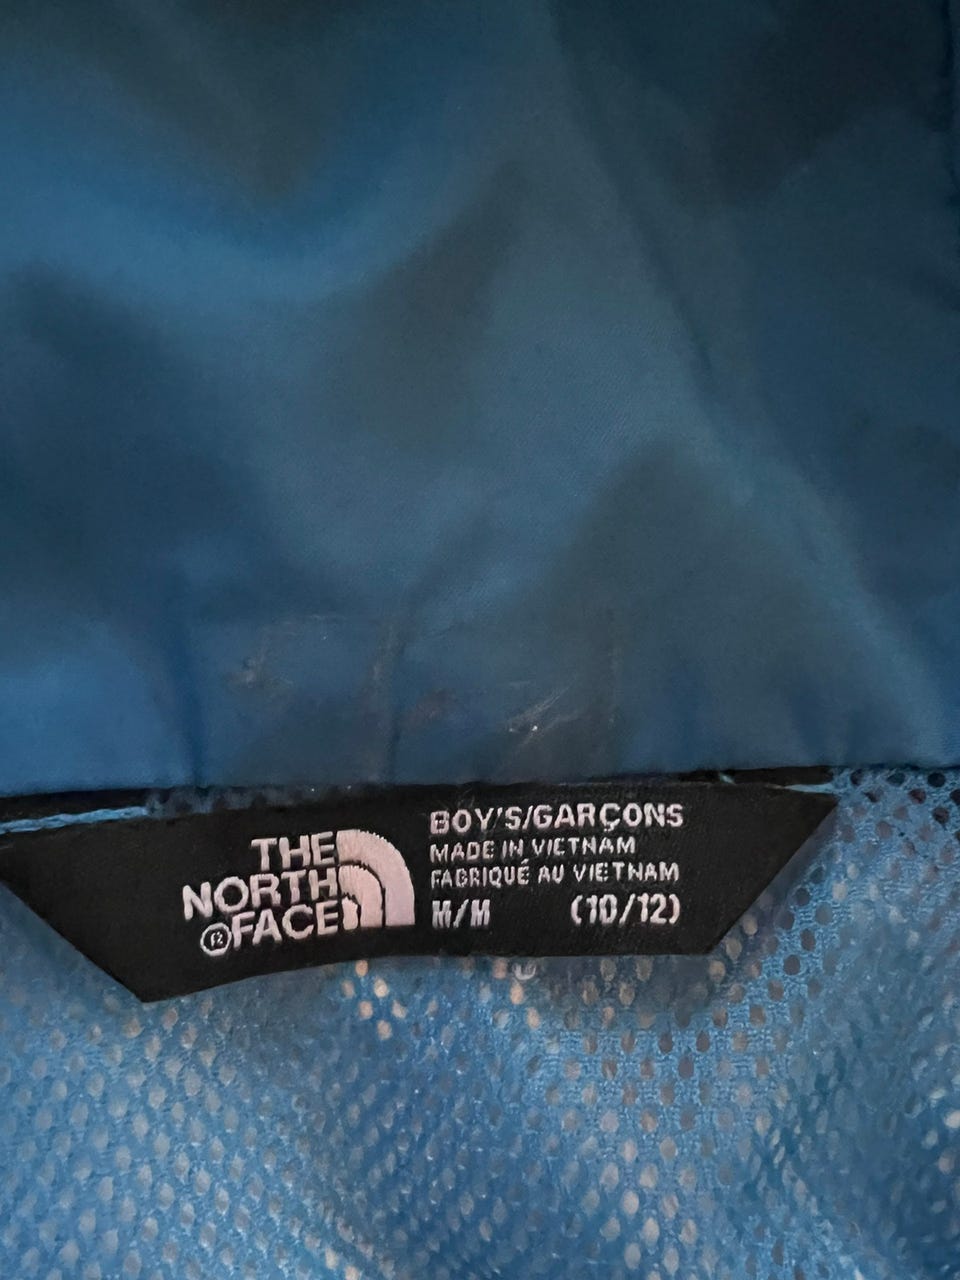 THE
NORTH
FACE
BOY'S/GARÇONS
MADE IN VIETNAM
FABRIQUÉ AU VIETNAM
M/M (10/12)